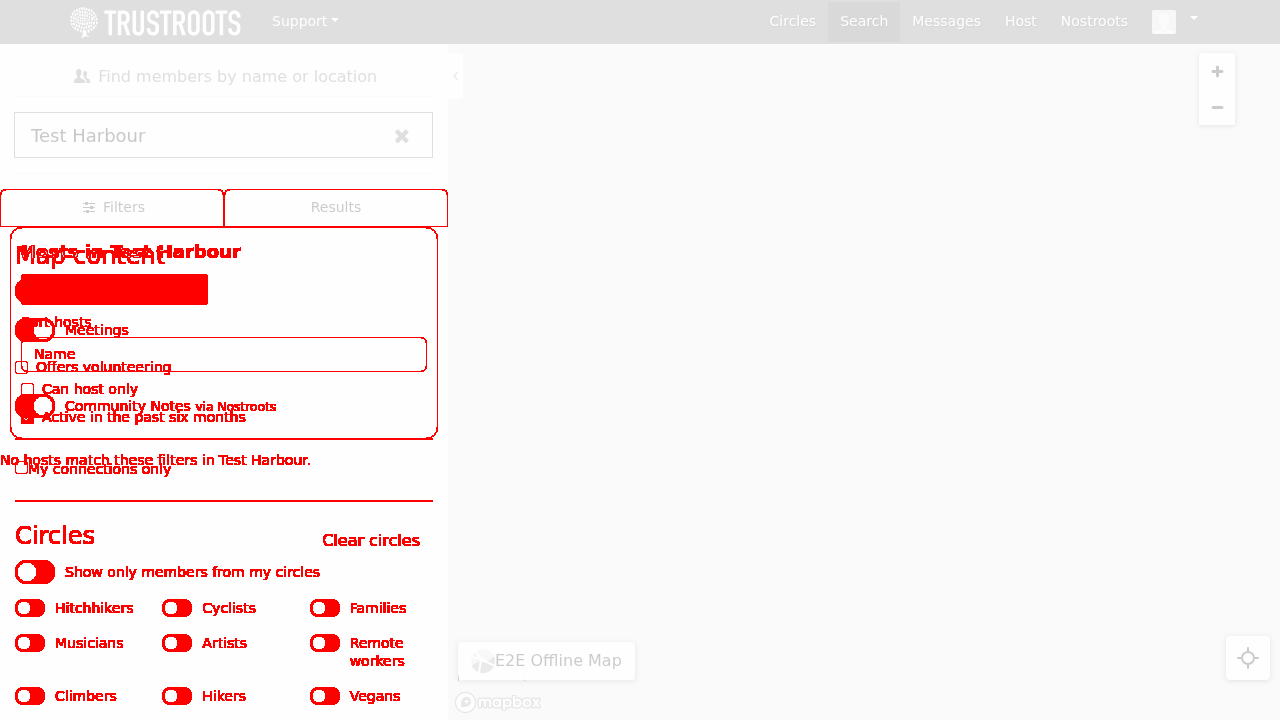 TRUSTROOTS Support Circles Search Messages Host Nostroots
Find members by name or location
Test Harbour
Filters Results
Hosts in Test Harbour
Map content
Sort hosts
Meetings
Name
Offers volunteering
Can host only
Community Notes via Nostroots
Active in the past six months
No hosts match these filters in Test Harbour.
My connections only
Circles
Clear circles
Show only members from my circles
Hitchhikers Cyclists Families
Musicians Artists Remote
workers
Climbers Hikers Vegans
E2E Offline Map
mapbox